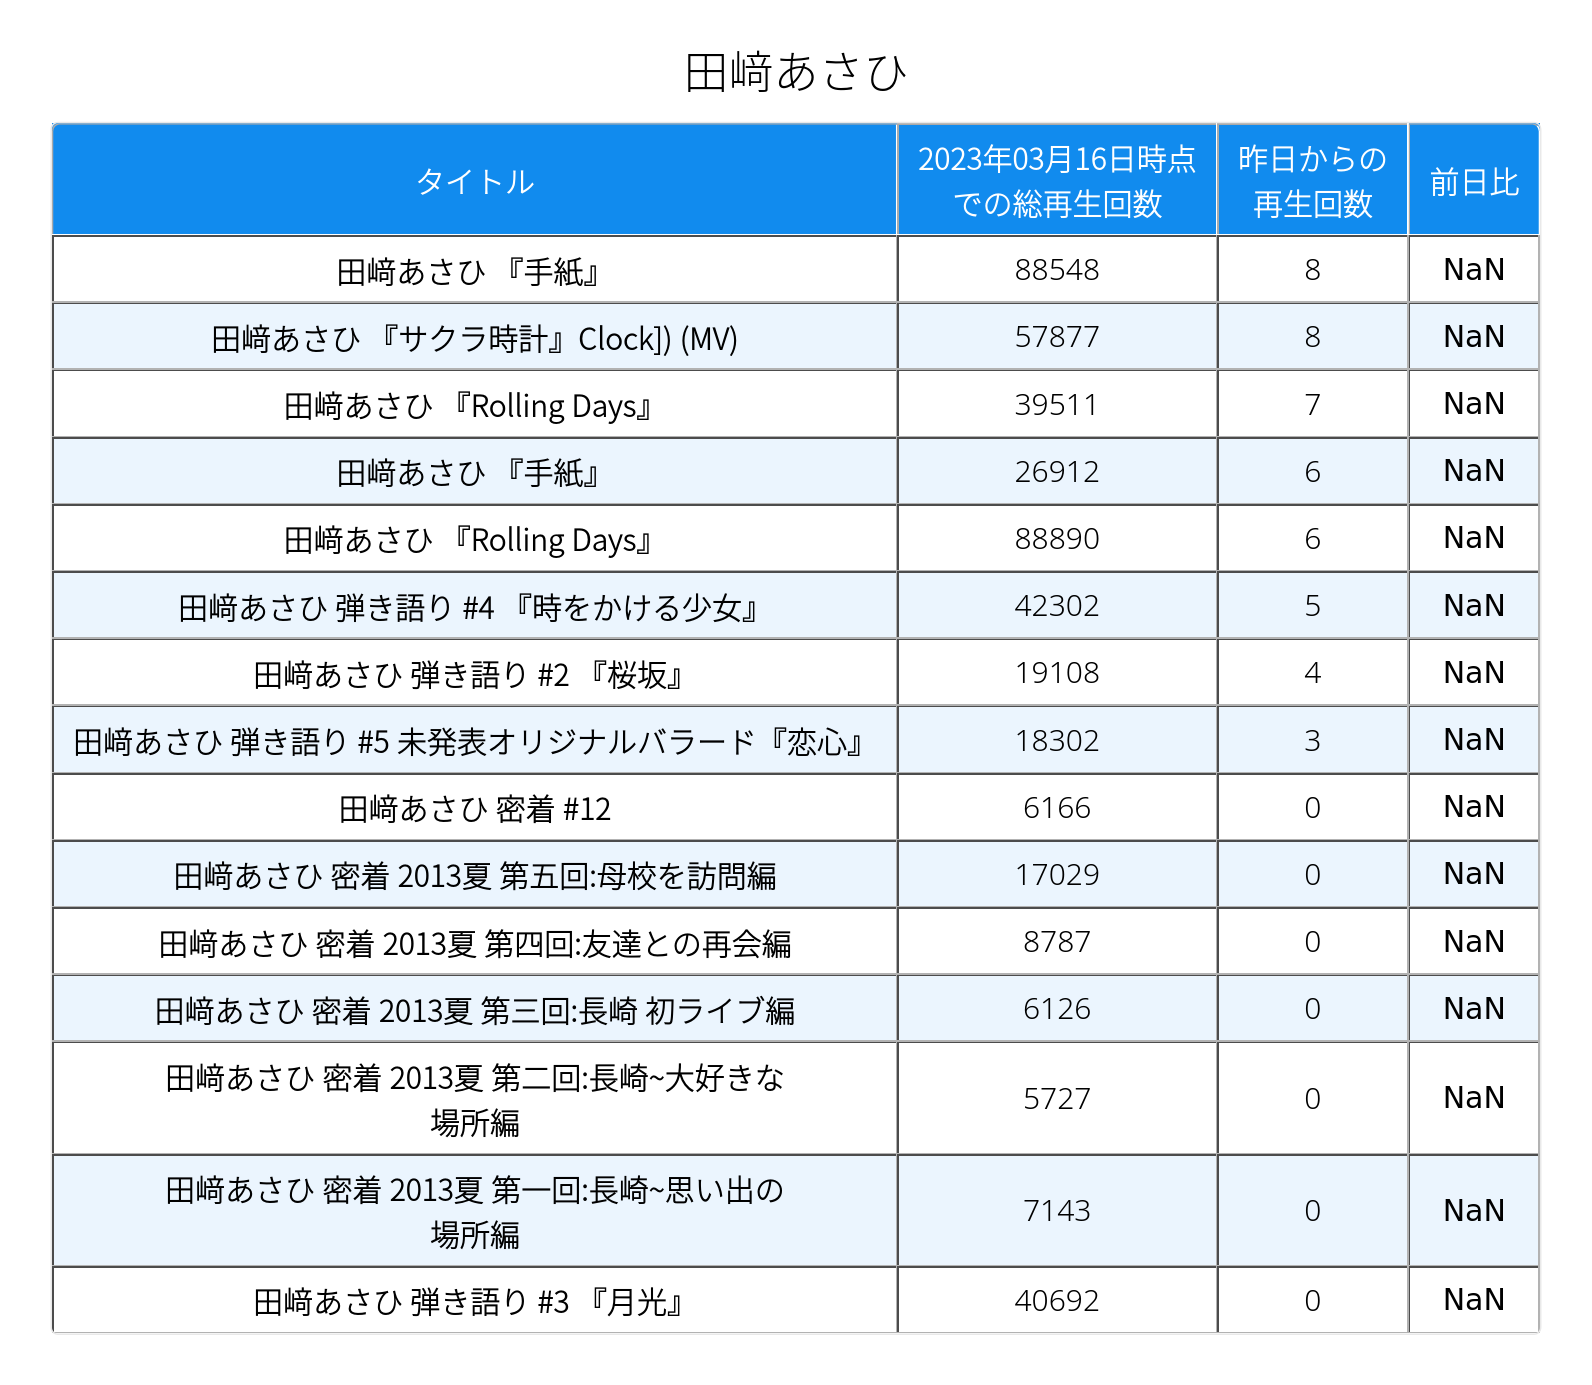 田﨑あさひ
タイトル
2023年03月16日時点
での総再生回数
昨日からの
再生回数
前日比
田﨑あさひ 『手紙』
88548
8
NaN
田﨑あさひ 『サクラ時計』Clock]) (MV)
57877
8
NaN
田﨑あさひ 『Rolling Days』
39511
7
NaN
田﨑あさひ 『手紙』
26912
6
NaN
田﨑あさひ 『Rolling Days』
88890
6
NaN
田﨑あさひ 弾き語り #4 『時をかける少女』
42302
5
NaN
田﨑あさひ 弾き語り #2 『桜坂』
19108
4
NaN
田﨑あさひ 弾き語り #5 未発表オリジナルバラード『恋心』
18302
3
NaN
田﨑あさひ 密着 #12
6166
0
NaN
田﨑あさひ 密着 2013夏 第五回:母校を訪問編
17029
0
NaN
田﨑あさひ 密着 2013夏 第四回:友達との再会編
8787
0
NaN
田﨑あさひ 密着 2013夏 第三回:長崎 初ライブ編
6126
0
NaN
田﨑あさひ 密着 2013夏 第二回:長崎~大好きな
場所編
5727
0
NaN
田﨑あさひ 密着 2013夏 第一回:長崎~思い出の
場所編
7143
0
NaN
田﨑あさひ 弾き語り #3 『月光』
40692
0
NaN